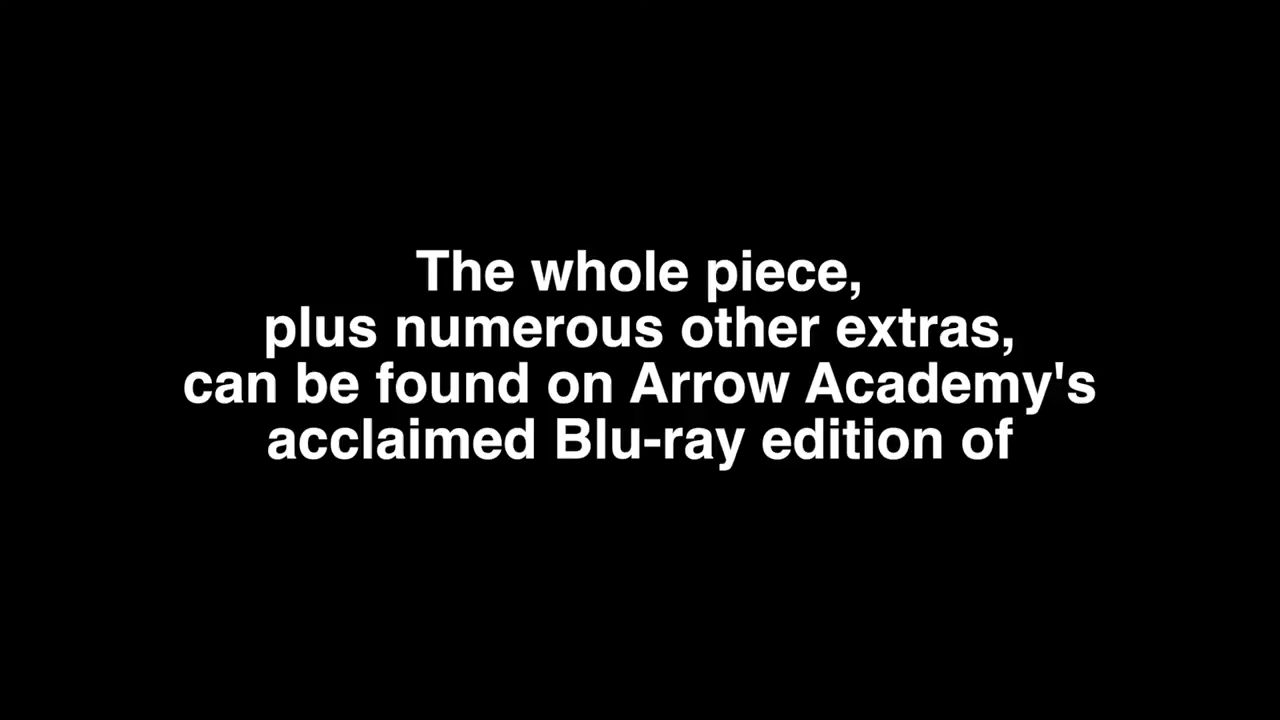 The whole piece,
plus numerous other extras,
can be found on Arrow Academy's
acclaimed Blu-ray edition of